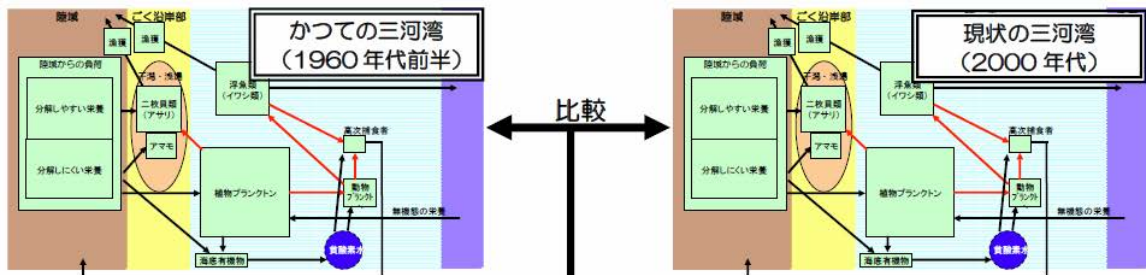 陸域
ごく沿岸部
かつての三河湾
（1960年代前半）
漁獲
漁獲
陸域からの負荷
干潟・浅場
浮魚類
（イワシ類）
分解しやすい栄養
二枚貝類
（アサリ）
アマモ
高次捕食者
分解しにくい栄養
植物プランクトン
動物
プランクト
無機態の栄養
貧酸素水
海底有機物
比較
陸域
ごく沿岸部
現状の三河湾
（2000年代）
漁獲
漁獲
陸域からの負荷
干潟・浅場
浮魚類
（イワシ類）
分解しやすい栄養
二枚貝類
（アサリ）
アマモ
高次捕食者
分解しにくい栄養
植物プランクトン
動物
プランクト
無機態の栄養
貧酸素水
海底有機物